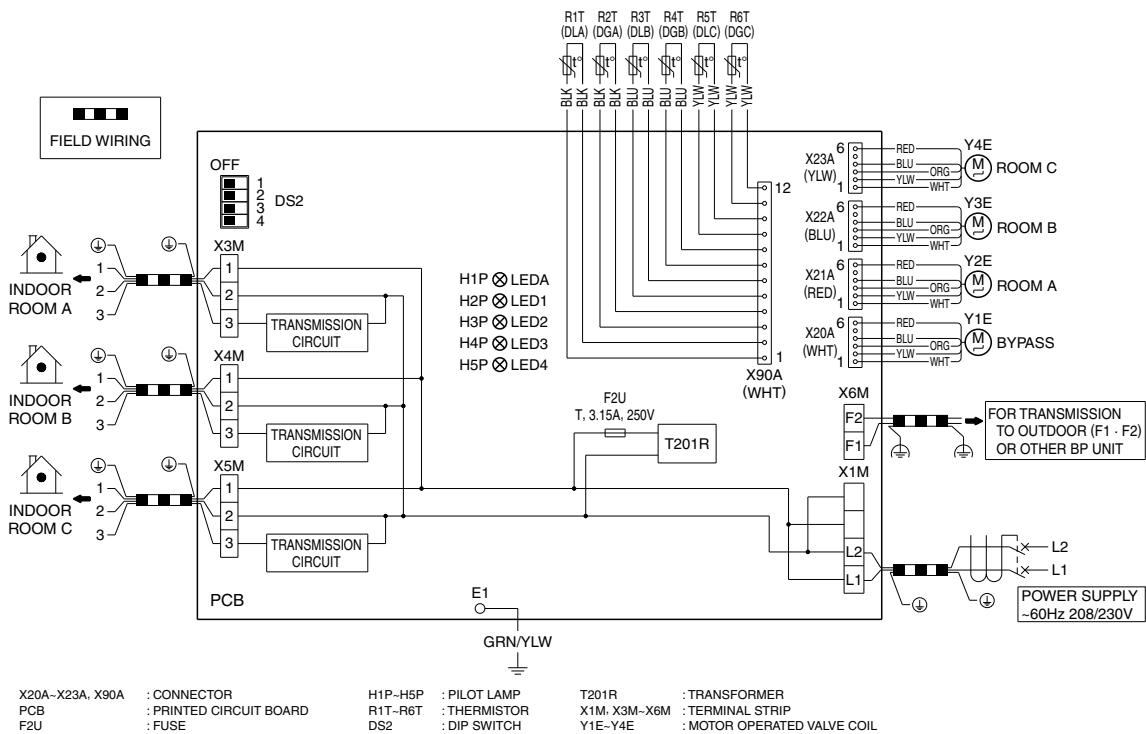 R1T R2T R3T R4T R5T R6T
(DLA) (DGA) (DLB) (DGB) (DLC) (DGC)
t° t° t° t° t° t°
BLK BLK BLK BLK BLU BLU BLU BLU YLW YLW YLW YLW
FIELD WIRING
OFF
1
2
3
4
DS2
X3M
1
2
3
TRANSMISSION
CIRCUIT
1
2
3
INDOOR
ROOM A
X4M
1
2
3
TRANSMISSION
CIRCUIT
1
2
3
INDOOR
ROOM B
X5M
1
2
3
TRANSMISSION
CIRCUIT
1
2
3
INDOOR
ROOM C
H1P LEDA
H2P LED1
H3P LED2
H4P LED3
H5P LED4
12
1
X90A
(WHT)
F2U
T, 3.15A, 250V
T201R
X23A
(YLW)
6
1
RED
BLU
ORG
YLW
WHT
Y4E
M
ROOM C
X22A
(BLU)
6
1
RED
BLU
ORG
YLW
WHT
Y3E
M
ROOM B
X21A
(RED)
6
1
RED
BLU
ORG
YLW
WHT
Y2E
M
ROOM A
X20A
(WHT)
6
1
RED
BLU
ORG
YLW
WHT
Y1E
M
BYPASS
X6M
F2
F1
FOR TRANSMISSION
TO OUTDOOR (F1 · F2)
OR OTHER BP UNIT
X1M
L2
L1
L2
L1
POWER SUPPLY
~60Hz 208/230V
PCB
E1
GRN/YLW
X20A~X23A, X90A : CONNECTOR H1P~H5P : PILOT LAMP T201R : TRANSFORMER
PCB : PRINTED CIRCUIT BOARD R1T~R6T : THERMISTOR X1M, X3M~X6M : TERMINAL STRIP
F2U : FUSE DS2 : DIP SWITCH Y1E~Y4E : MOTOR OPERATED VALVE COIL